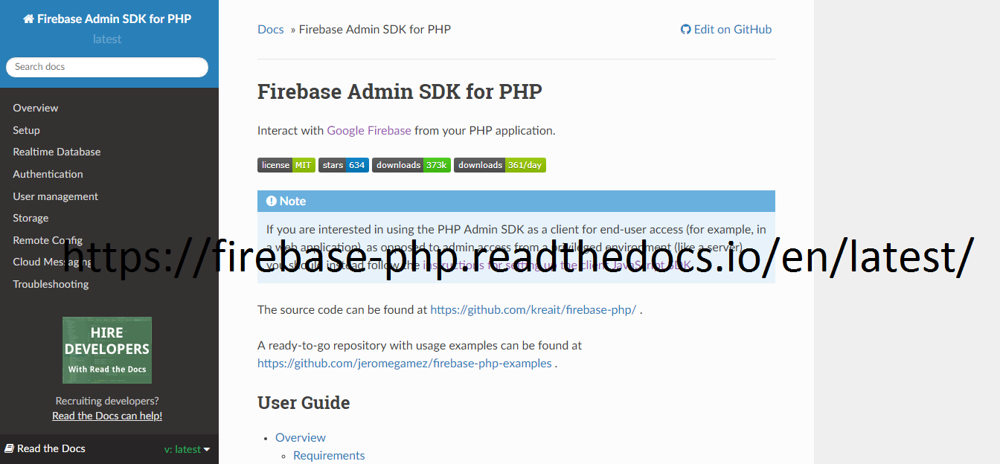 Firebase Admin SDK for PHP
latest
Search docs
Overview
Setup
Realtime Database
Authentication
User management
Storage
Remote Config
Cloud Messaging
Troubleshooting
HIRE
DEVELOPERS
With Read the Docs
Recruiting developers?
Read the Docs can help!
Read the Docs v: latest
Docs » Firebase Admin SDK for PHP Edit on GitHub
Firebase Admin SDK for PHP
Interact with Google Firebase from your PHP application.
license MIT stars 634 downloads 373k downloads 361/day
Note
If you are interested in using the PHP Admin SDK as a client for end-user access (for example, in
a web application), as opposed to admin access from a privileged environment (like a server),
you should instead follow the instructions for setting up the client JavaScript SDK.
https://firebase-php.readthedocs.io/en/latest/
The source code can be found at https://github.com/kreait/firebase-php/ .
A ready-to-go repository with usage examples can be found at
https://github.com/jeromegamez/firebase-php-examples .
User Guide
Overview
Requirements